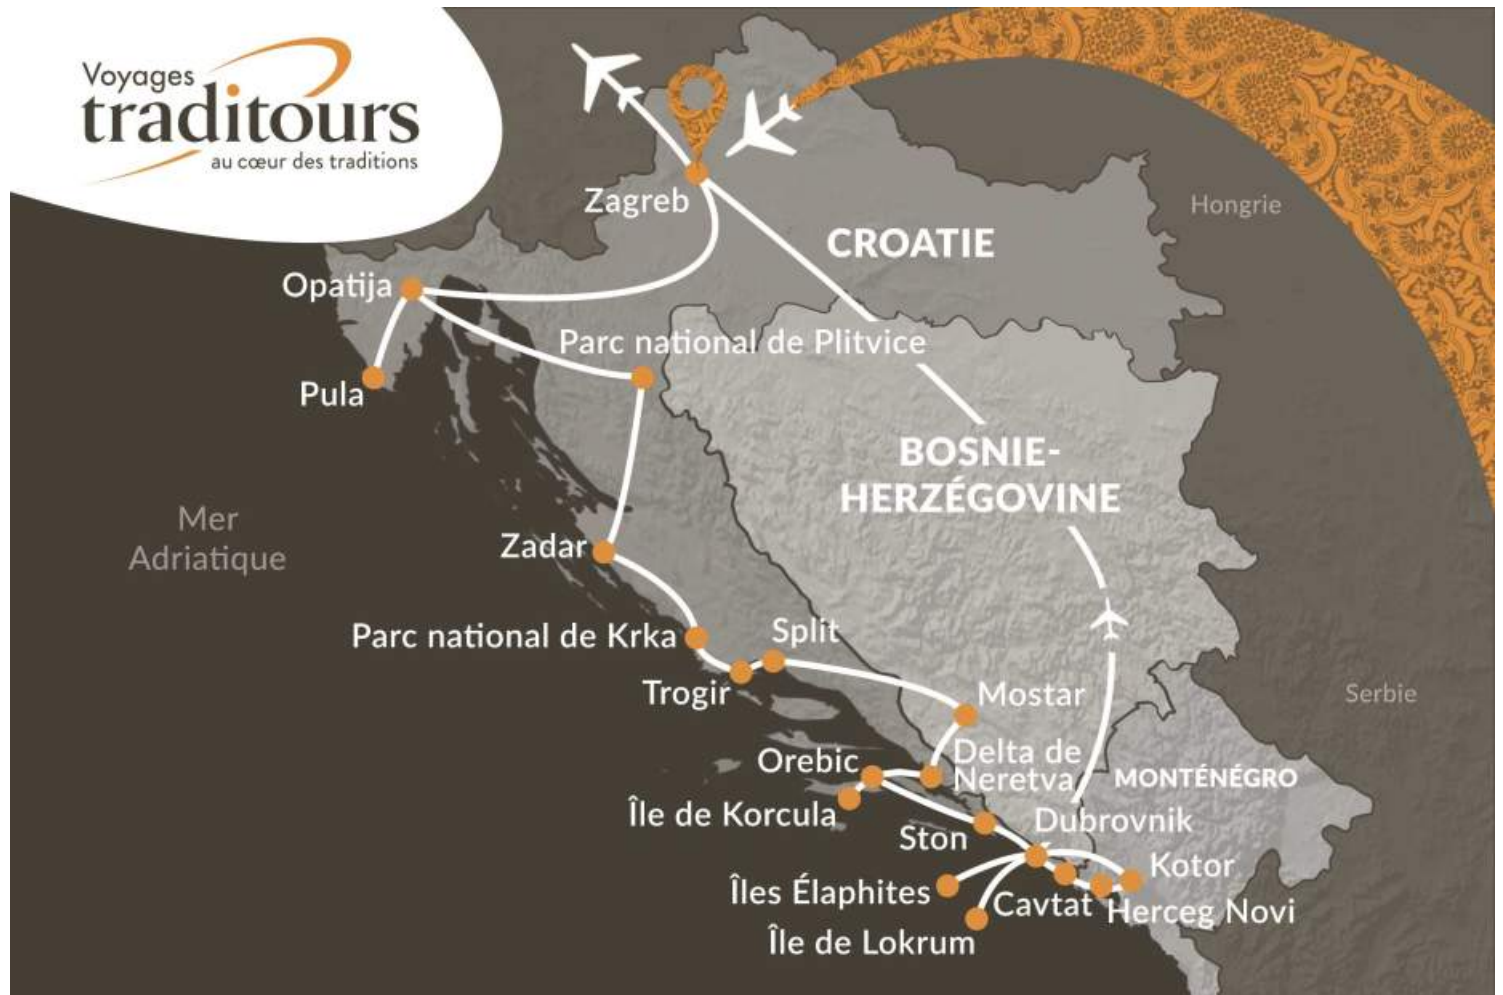 Voyages
traditours
au cœur des traditions
Zagreb
Hongrie
CROATIE
Opatija
Parc national de Plitvice
Pula
BOSNIE-
HERZÉGOVINE
Mer
Adriatique
Zadar
Parc national de Krka
Split
Trogir
Mostar
Serbie
Orebic
Delta de
Neretva
MONTÉNÉGRO
Île de Korcula
Ston
Dubrovnik
Kotor
Îles Élaphites
Cavtat
Herceg Novi
Île de Lokrum